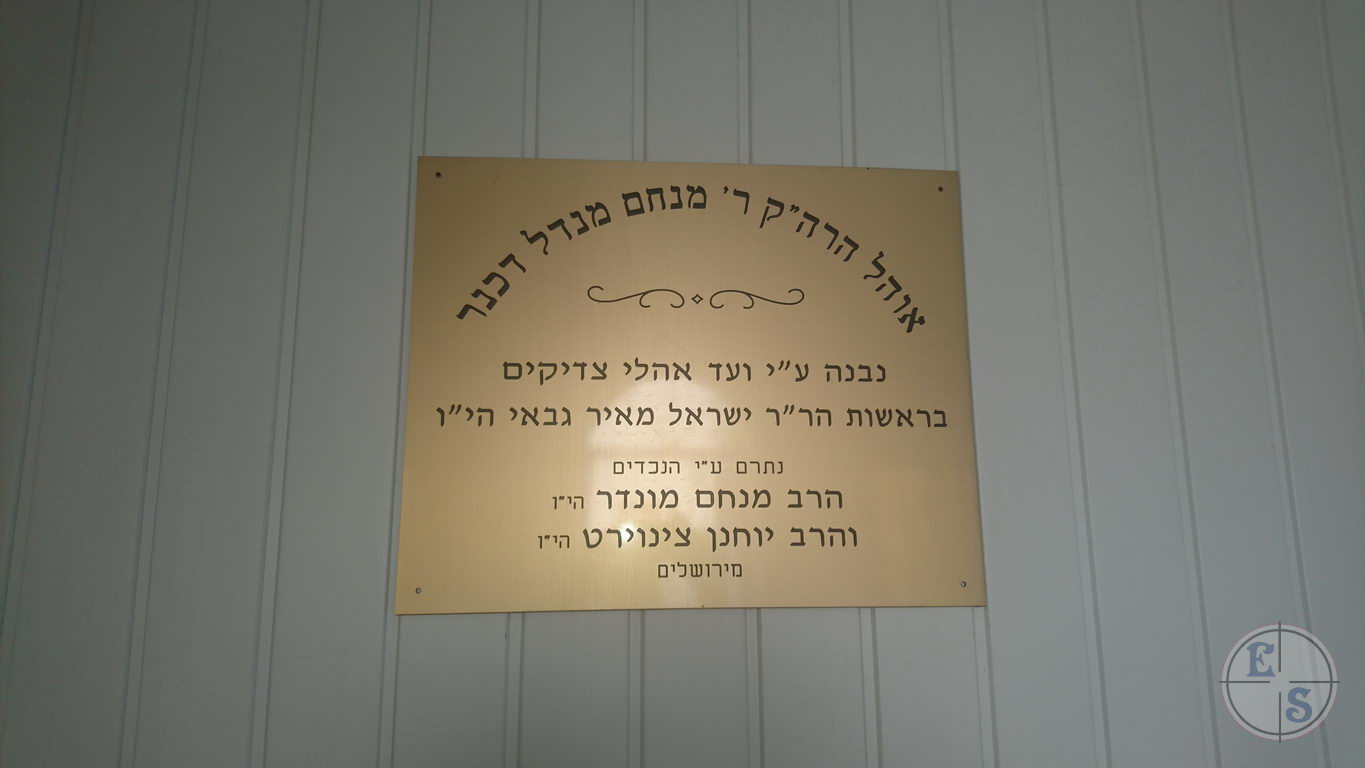 אוהל הרה"ק ר' מנחם מנדל דכנר
נבנה ע"י ועד אהלי צדיקים
בראשות הר"ר ישראל מאיר גבאי הי"ו
נתרם ע"י הנכדים
הרב מנחם מונדר הי"ו
והרב יוחנן צינוירט הי"ו
מירושלים
E
S